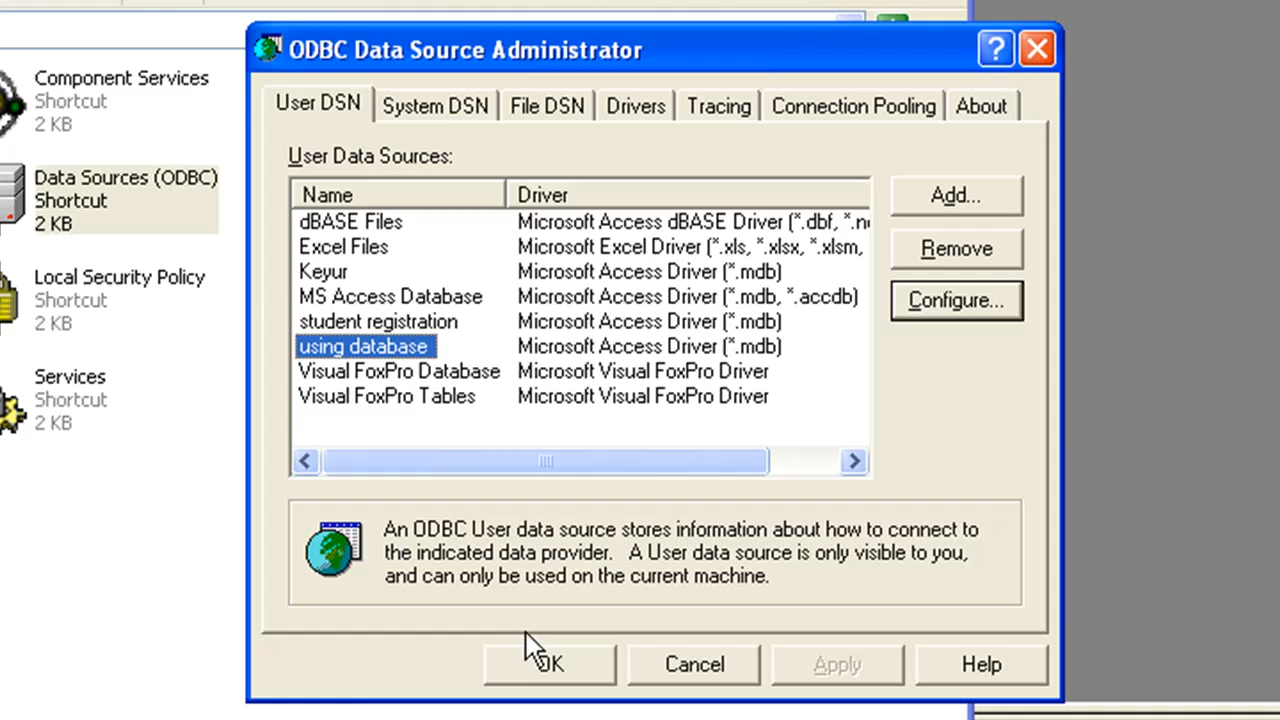 ODBC Data Source Administrator
Component Services
Shortcut
2 KB
Data Sources (ODBC)
Shortcut
2 KB
Local Security Policy
Shortcut
2 KB
Services
Shortcut
2 KB
User DSN System DSN File DSN Drivers Tracing Connection Pooling About
User Data Sources:
Name Driver
dBASE Files Microsoft Access dBASE Driver (*.dbf, *.n
Excel Files Microsoft Excel Driver (*.xls, *.xlsx, *.xlsm,
Keyur Microsoft Access Driver (*.mdb)
MS Access Database Microsoft Access Driver (*.mdb, *.accdb)
student registration Microsoft Access Driver (*.mdb)
using database Microsoft Access Driver (*.mdb)
Visual FoxPro Database Microsoft Visual FoxPro Driver
Visual FoxPro Tables Microsoft Visual FoxPro Driver
Add...
Remove
Configure...
An ODBC User data source stores information about how to connect to
the indicated data provider. A User data source is only visible to you,
and can only be used on the current machine.
OK Cancel Apply Help